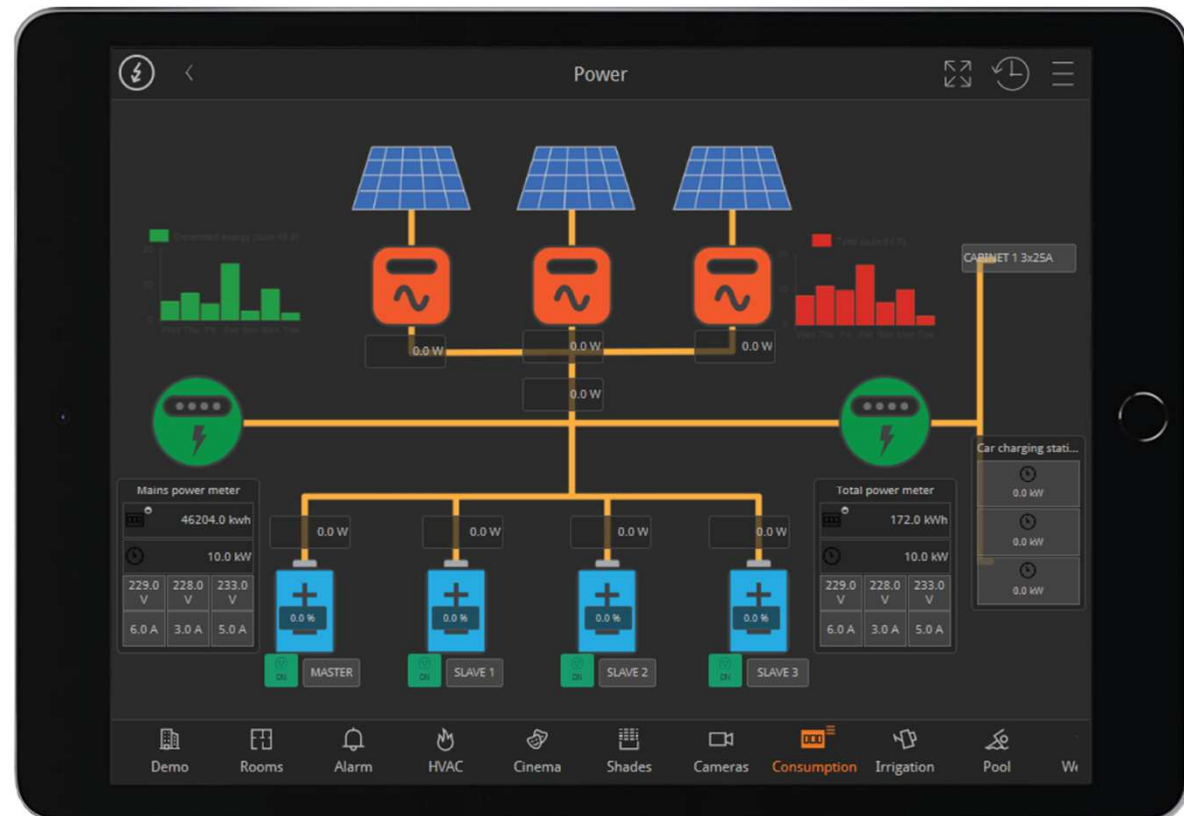 Power
CABINET 1 3x25A
0.0 W
0.0 W
0.0 W
0.0 W
Car charging stati...
0.0 kW
0.0 kW
0.0 kW
Mains power meter
46204.0 kwh
10.0 kW
229.0 V
228.0 V
233.0 V
6.0 A
3.0 A
5.0 A
0.0 W
0.0 W
0.0 W
0.0 W
0.0 %
0.0 %
0.0 %
0.0 %
ON
MASTER
ON
SLAVE 1
ON
SLAVE 2
ON
SLAVE 3
Total power meter
172.0 kWh
10.0 kW
229.0 V
228.0 V
233.0 V
6.0 A
3.0 A
5.0 A
Demo
Rooms
Alarm
HVAC
Cinema
Shades
Cameras
Consumption
Irrigation
Pool